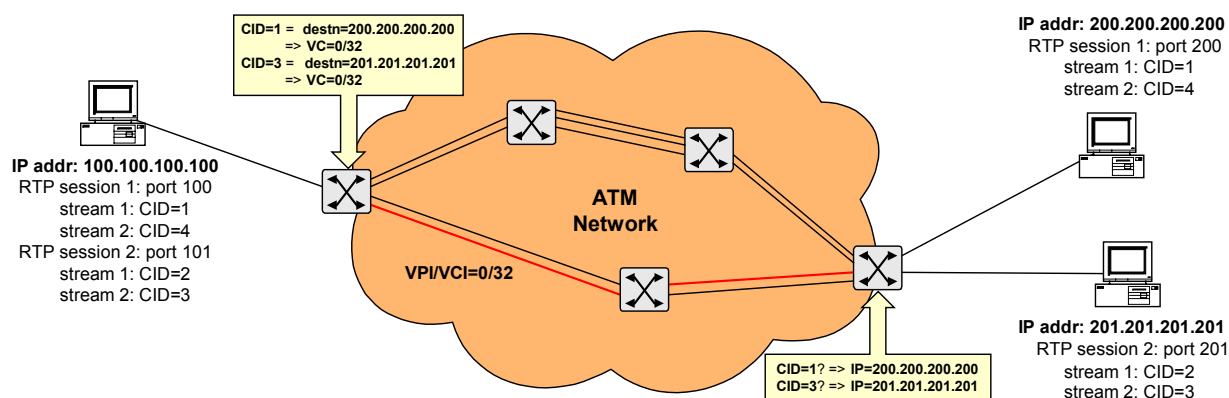 CID=1 = destn=200.200.200.200
=> VC=0/32
CID=3 = destn=201.201.201.201
=> VC=0/32
IP addr: 200.200.200.200
RTP session 1: port 200
stream 1: CID=1
stream 2: CID=4
IP addr: 100.100.100.100
RTP session 1: port 100
stream 1: CID=1
stream 2: CID=4
RTP session 2: port 101
stream 1: CID=2
stream 2: CID=3
ATM
Network
VPI/VCI=0/32
IP addr: 201.201.201.201
RTP session 2: port 201
stream 1: CID=2
stream 2: CID=3
CID=1? => IP=200.200.200.200
CID=3? => IP=201.201.201.201